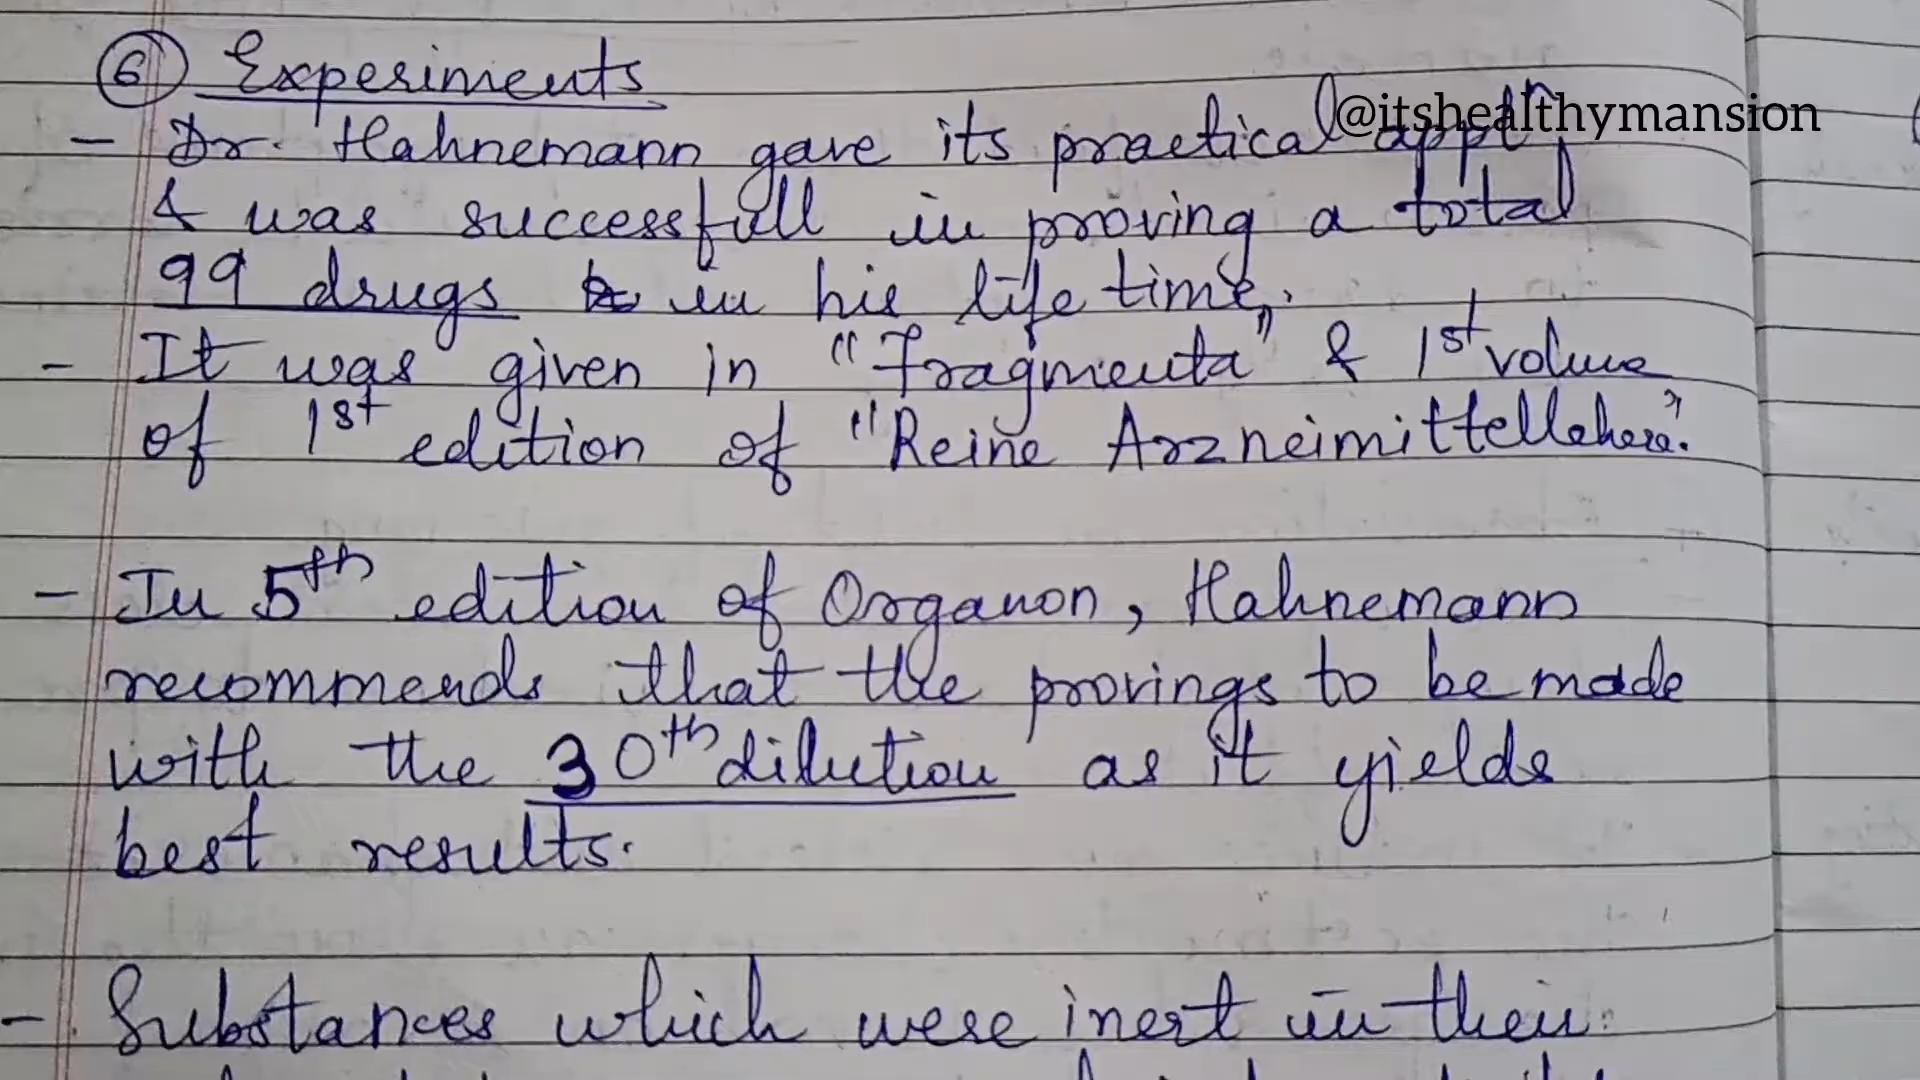 ⑥ Experiments
@itshealthymansion
- Dr. Hahnemann gave its practical applⁿ
& was successfull in proving a total
99 drugs in his life time.
- It was given in "Fragmenta" & 1st volume
of 1st edition of "Reine Arzneimittellehere."
- In 5th edition of Organon, Hahnemann
recommends that the provings to be made
with the 30th dilution as it yields
best results.
- Substances which were inert in their